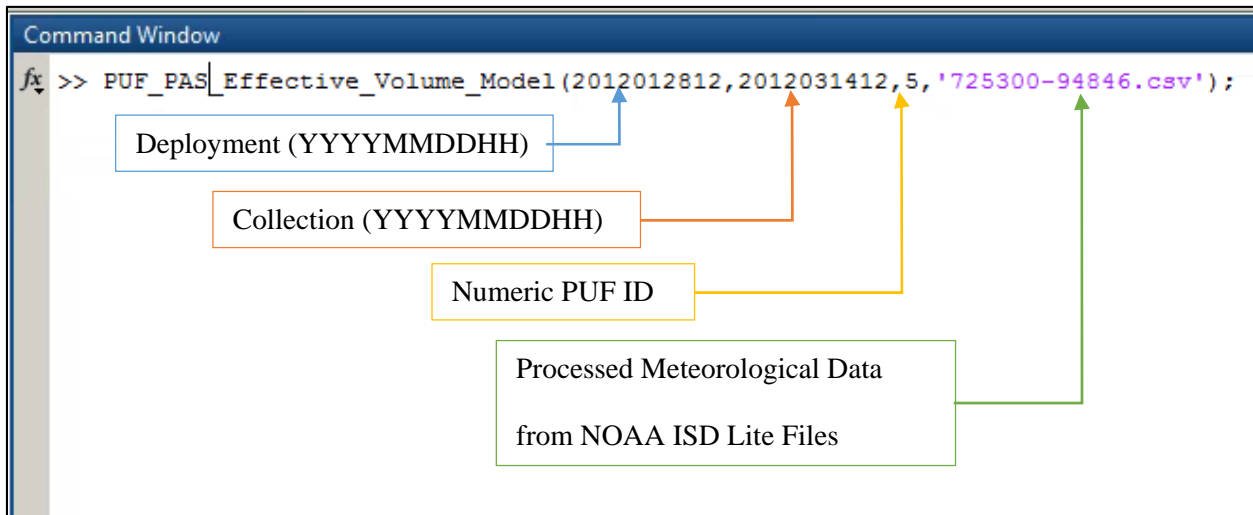 Command Window
fx >> PUF_PAS_Effective_Volume_Model(2012012812,2012031412,5,'725300-94846.csv');
Deployment (YYYYMMDDHH)
Collection (YYYYMMDDHH)
Numeric PUF ID
Processed Meteorological Data
from NOAA ISD Lite Files